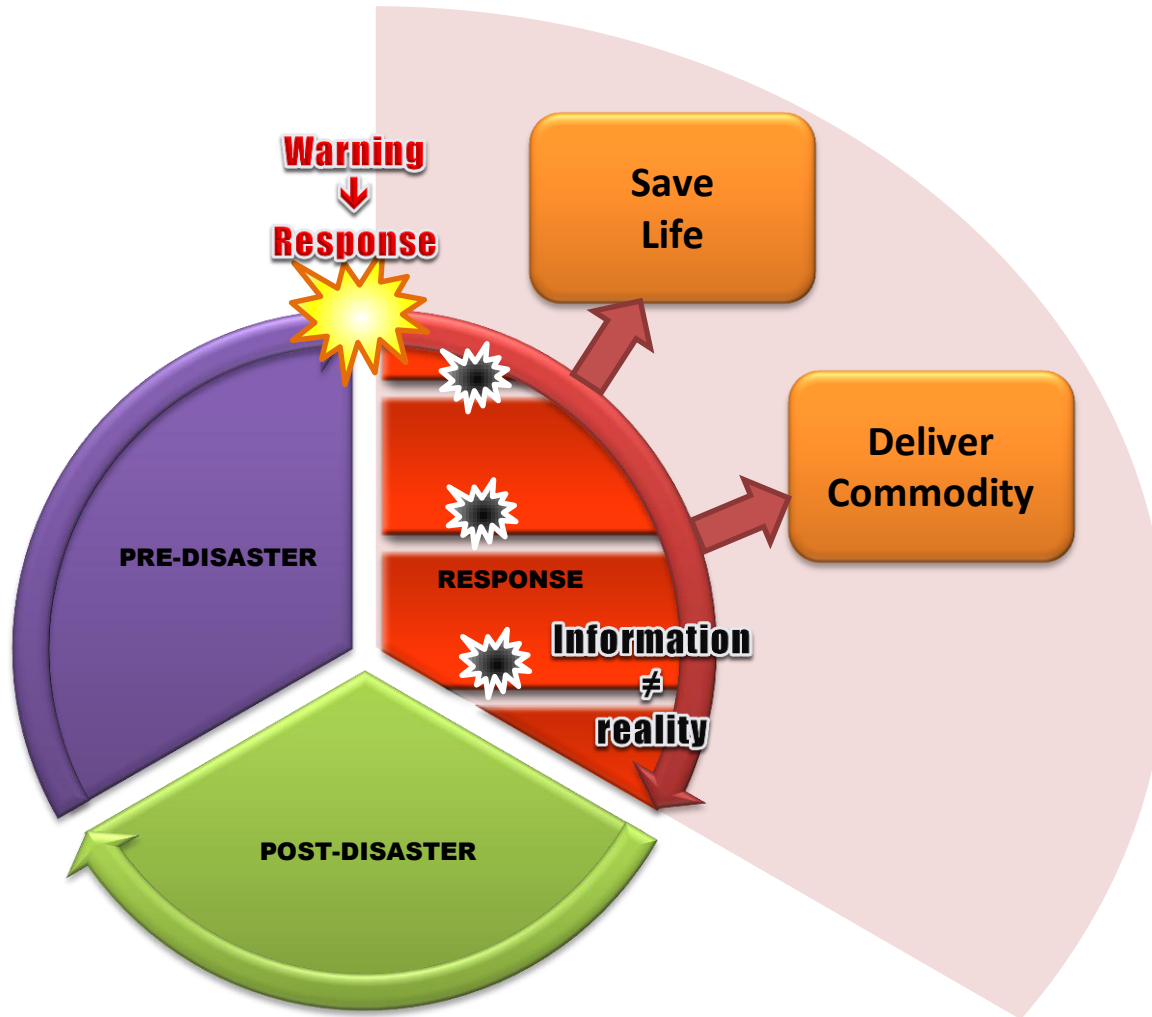 Warning
↓
Response
Save
Life
Deliver
Commodity
PRE-DISASTER
RESPONSE
Information
≠
reality
POST-DISASTER